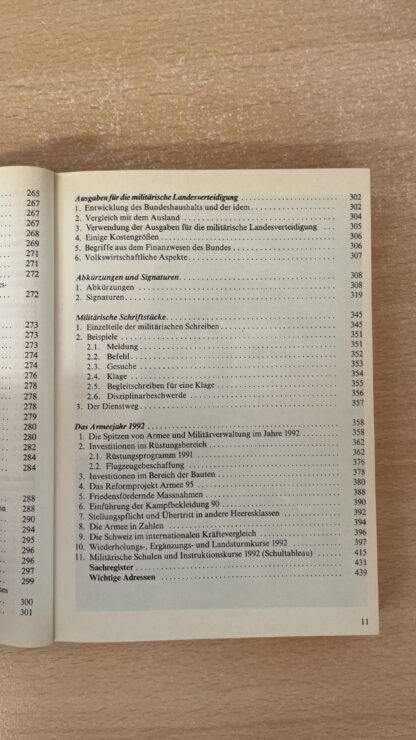 265
267
267
267
268
269
271
271
272
272
273
273
274
274
276
278
278
278
279
280
280
282
284
284
288
288
290
294
295
296
296
297
299
300
301
Ausgaben für die militärische Landesverteidigung 302
1. Entwicklung des Bundeshaushalts und der idem 302
2. Vergleich mit dem Ausland 304
3. Verwendung der Ausgaben für die militärische Landesverteidigung 305
4. Einige Kostengrößen 306
5. Begriffe aus dem Finanzwesen des Bundes 306
6. Volkswirtschaftliche Aspekte 307
Abkürzungen und Signaturen 308
1. Abkürzungen 308
2. Signaturen 319
Militärische Schriftstücke 345
1. Einzelteile der militärischen Schreiben 345
2. Beispiele 351
2.1. Meldung 351
2.2. Befehl 352
2.3. Gesuche 353
2.4. Klage 354
2.5. Begleitschreiben für eine Klage 355
2.6. Disziplinarbeschwerde 356
3. Der Dienstweg 357
Das Armeejahr 1992 358
1. Die Spitzen von Armee und Militärverwaltung im Jahre 1992 358
2. Investitionen im Rüstungsbereich 362
2.1. Rüstungsprogramm 1991 362
2.2. Flugzeugbeschaffung 376
3. Investitionen im Bereich der Bauten 378
4. Das Reformprojekt Armee 95 380
5. Friedensfördernde Massnahmen 388
6. Einführung der Kampfbekleidung 90 390
7. Stellungspflicht und Übertritt in andere Heeresklassen 392
8. Die Armee in Zahlen 394
9. Die Schweiz im internationalen Kräftevergleich 396
10. Wiederholungs-, Ergänzungs- und Landsturmkurse 1992 397
11. Militärische Schulen und Instruktionskurse 1992 (Schultableau) 415
Sachregister 431
Wichtige Adressen 439
11